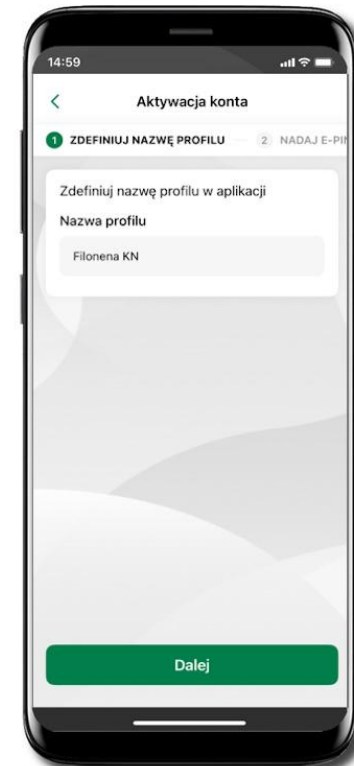 14:59
Aktywacja konta
1 ZDEFINIUJ NAZWĘ PROFILU 2 NADAJ E-PIN
Zdefiniuj nazwę profilu w aplikacji
Nazwa profilu
Filonena KN
Dalej